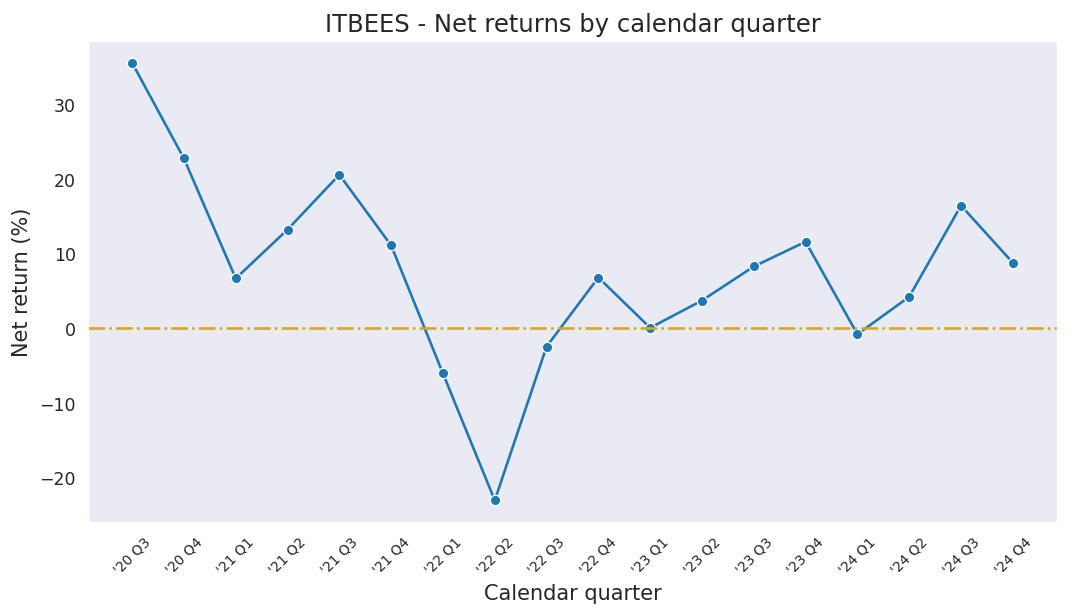 ITBEES - Net returns by calendar quarter
Net return (%)
30
20
10
0
−10
−20
'20 Q3
'20 Q4
'21 Q1
'21 Q2
'21 Q3
'21 Q4
'22 Q1
'22 Q2
'22 Q3
'22 Q4
'23 Q1
'23 Q2
'23 Q3
'23 Q4
'24 Q1
'24 Q2
'24 Q3
'24 Q4
Calendar quarter